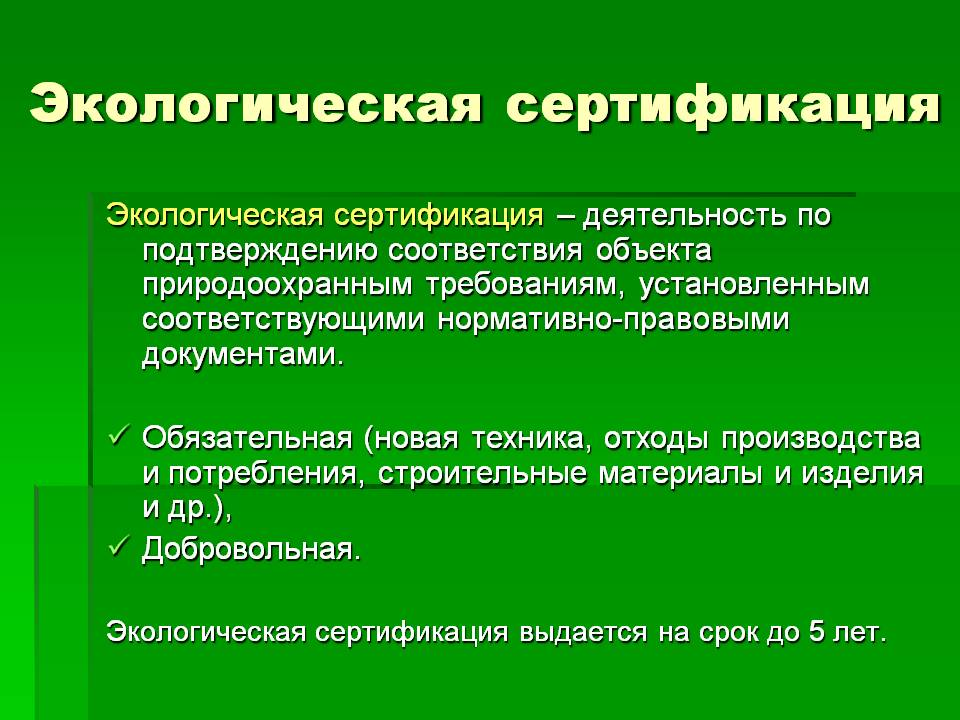 Экологическая сертификация
Экологическая сертификация – деятельность по
подтверждению соответствия объекта
природоохранным требованиям, установленным
соответствующими нормативно-правовыми
документами.
✓ Обязательная (новая техника, отходы производства
и потребления, строительные материалы и изделия
и др.),
✓ Добровольная.
Экологическая сертификация выдается на срок до 5 лет.